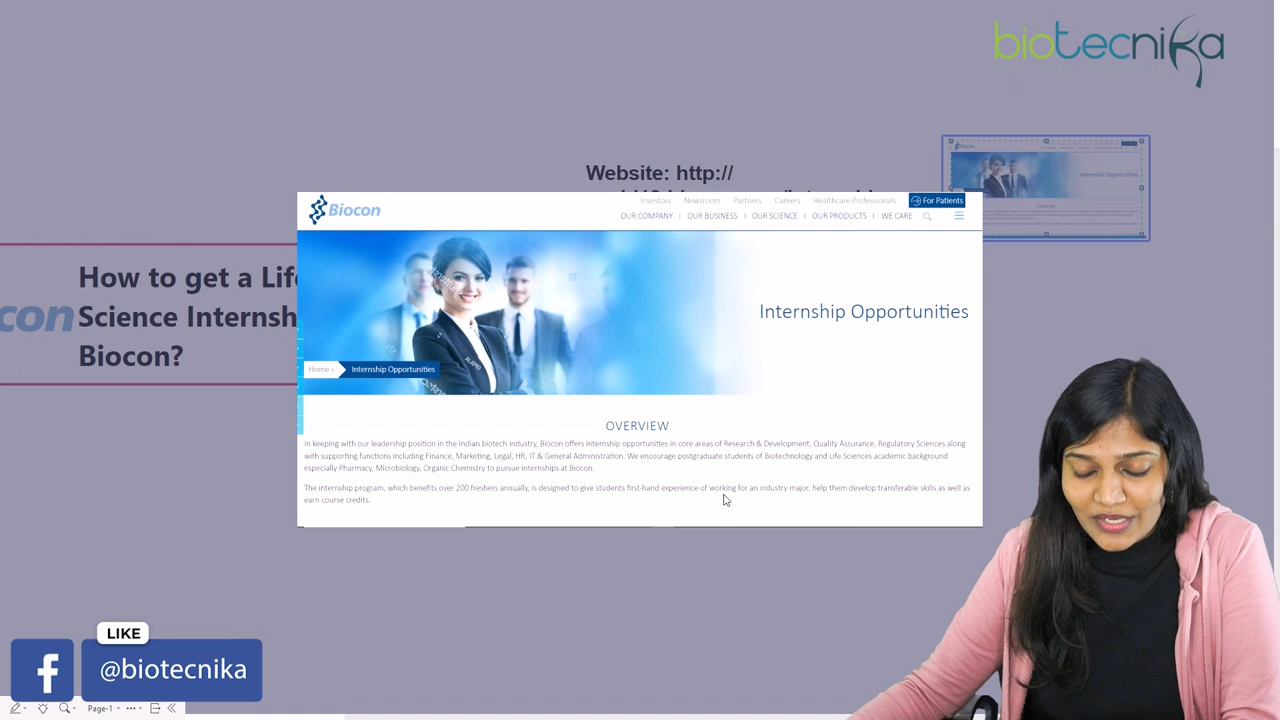 biotecnika
Website: http://
How to get a Life
Science Internsh
Biocon?
con
Biocon
Investors Newsroom Partners Careers Healthcare Professionals For Patients
OUR COMPANY | OUR BUSINESS | OUR SCIENCE | OUR PRODUCTS | WE CARE
Internship Opportunities
Home » Internship Opportunities
OVERVIEW
In keeping with our leadership position in the Indian biotech industry, Biocon offers internship opportunities in core areas of Research & Development, Quality Assurance, Regulatory Sciences along
with supporting functions including Finance, Marketing, Legal, HR, IT & General Administration. We encourage postgraduate students of Biotechnology and Life Sciences academic background
especially Pharmacy, Microbiology, Organic Chemistry to pursue internships at Biocon.
The internship program, which benefits over 200 freshers annually, is designed to give students first-hand experience of working for an industry major, help them develop transferable skills as well as
earn course credits.
Biocon
Internship Opportunities
LIKE
f @biotecnika
Page-1